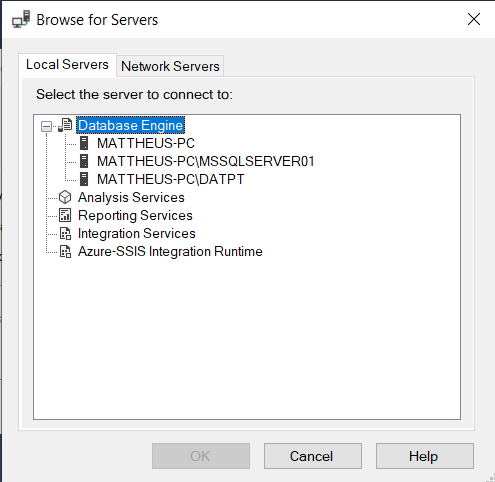 Browse for Servers
Local Servers
Network Servers
Select the server to connect to:
Database Engine
MATTHEUS-PC
MATTHEUS-PC\MSSQLSERVER01
MATTHEUS-PC\DATPT
Analysis Services
Reporting Services
Integration Services
Azure-SSIS Integration Runtime
OK
Cancel
Help